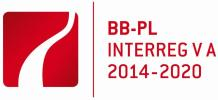 BB-PL
INTERREG V A
2014-2020